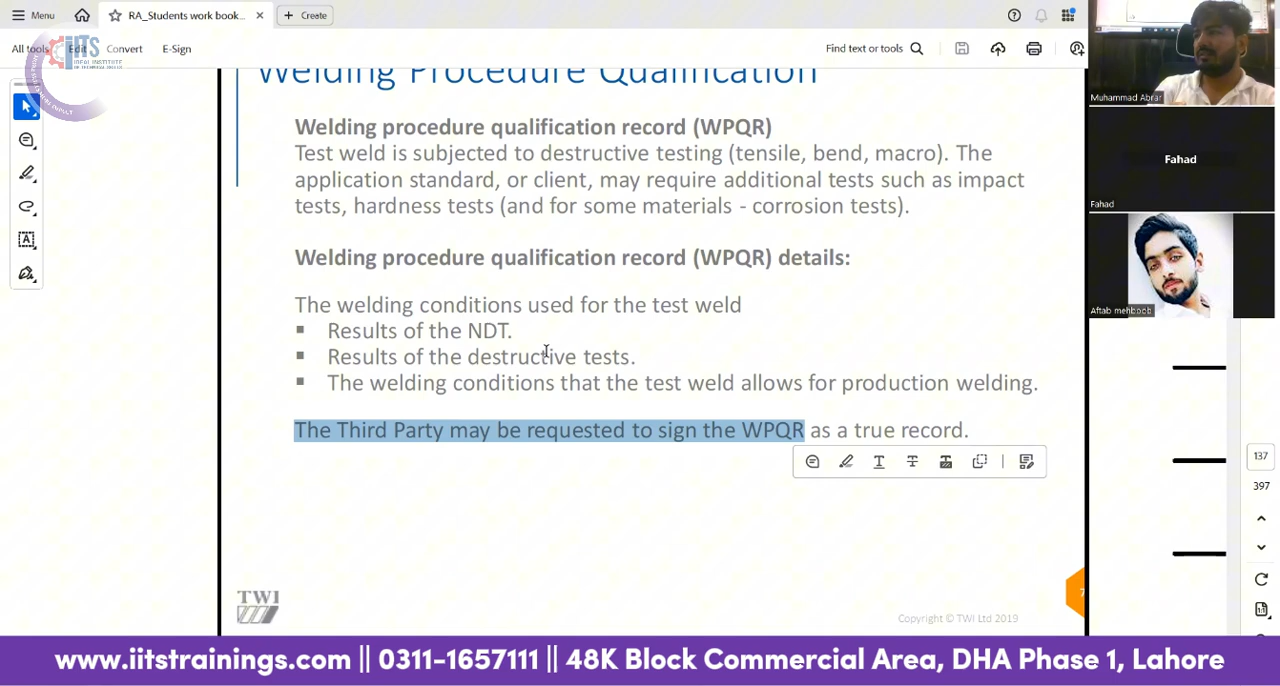 Menu
RA_Students work book...
Create
All tools
Edit
Convert
E-Sign
Find text or tools
iiTS
IDEAL INSTITUTE
Welding Procedure Qualification
Welding procedure qualification record (WPQR)
Test weld is subjected to destructive testing (tensile, bend, macro). The
application standard, or client, may require additional tests such as impact
tests, hardness tests (and for some materials - corrosion tests).
Welding procedure qualification record (WPQR) details:
The welding conditions used for the test weld
▪ Results of the NDT.
▪ Results of the destructive tests.
▪ The welding conditions that the test weld allows for production welding.
The Third Party may be requested to sign the WPQR as a true record.
TWI
7
Copyright © TWI Ltd 2019
137
397
Muhammad Abrar
Fahad
Fahad
Aftab mehboob
www.iitstrainings.com || 0311-1657111 || 48K Block Commercial Area, DHA Phase 1, Lahore